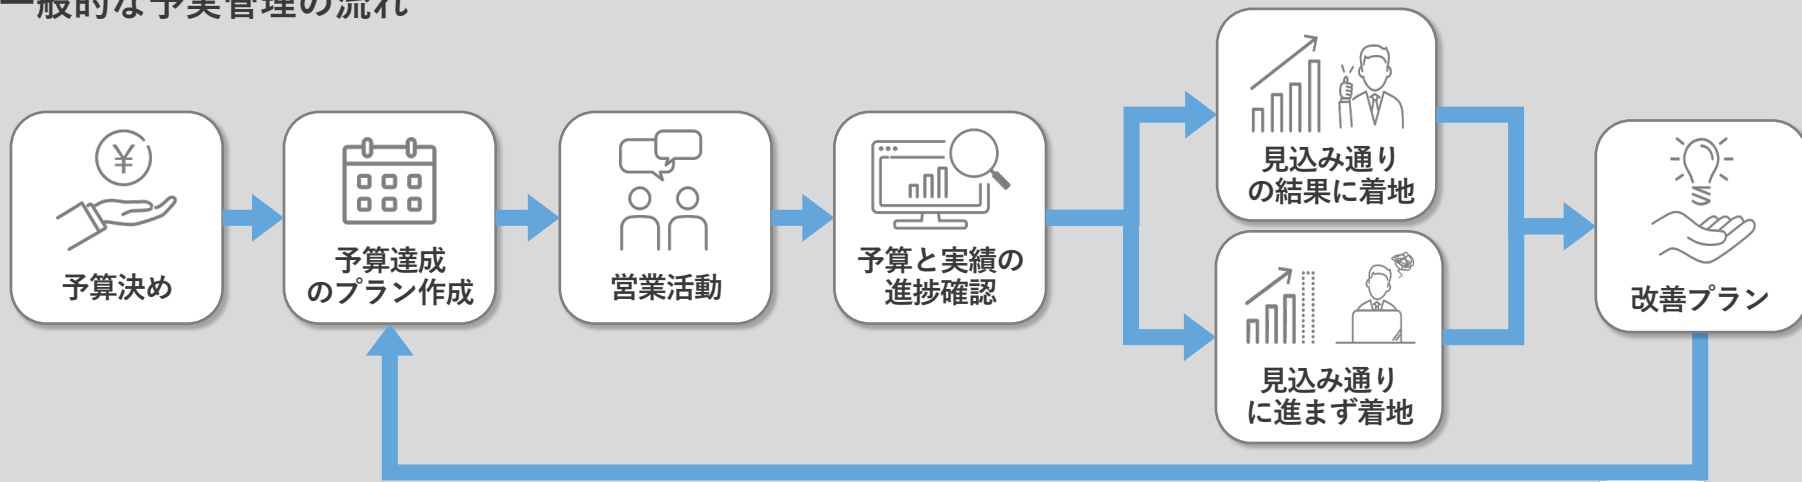 一般的な予実管理の流れ
予算決め
予算達成
のプラン作成
営業活動
予算と実績の
進捗確認
見込み通り
の結果に着地
見込み通り
に進まず着地
改善プラン
¥